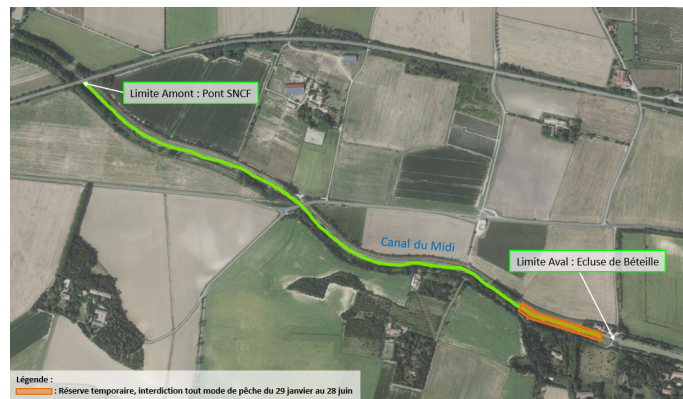 Limite Amont : Pont SNCF
Canal du Midi
Limite Aval : Ecluse de Béteille
Légende :
: Réserve temporaire, interdiction tout mode de pêche du 29 janvier au 28 juin